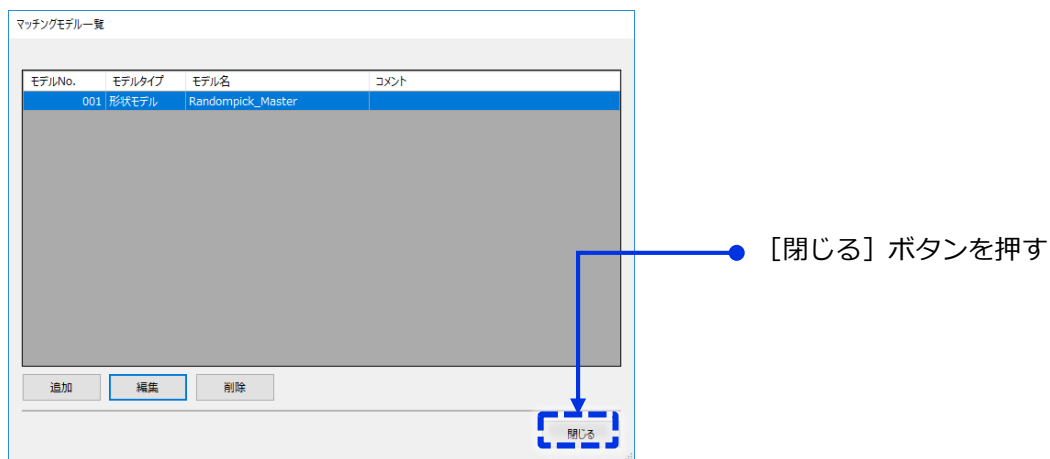 マッチングモデル一覧
モデルNo. モデルタイプ モデル名 コメント
001 形状モデル Randompick_Master
［閉じる］ボタンを押す
追加 編集 削除
閉じる